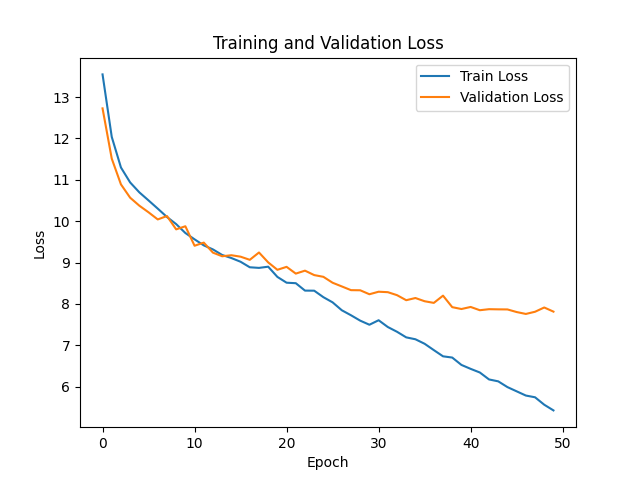 Training and Validation Loss
Train Loss
Validation Loss
13
12
11
10
9
8
7
6
Loss
0 10 20 30 40 50
Epoch